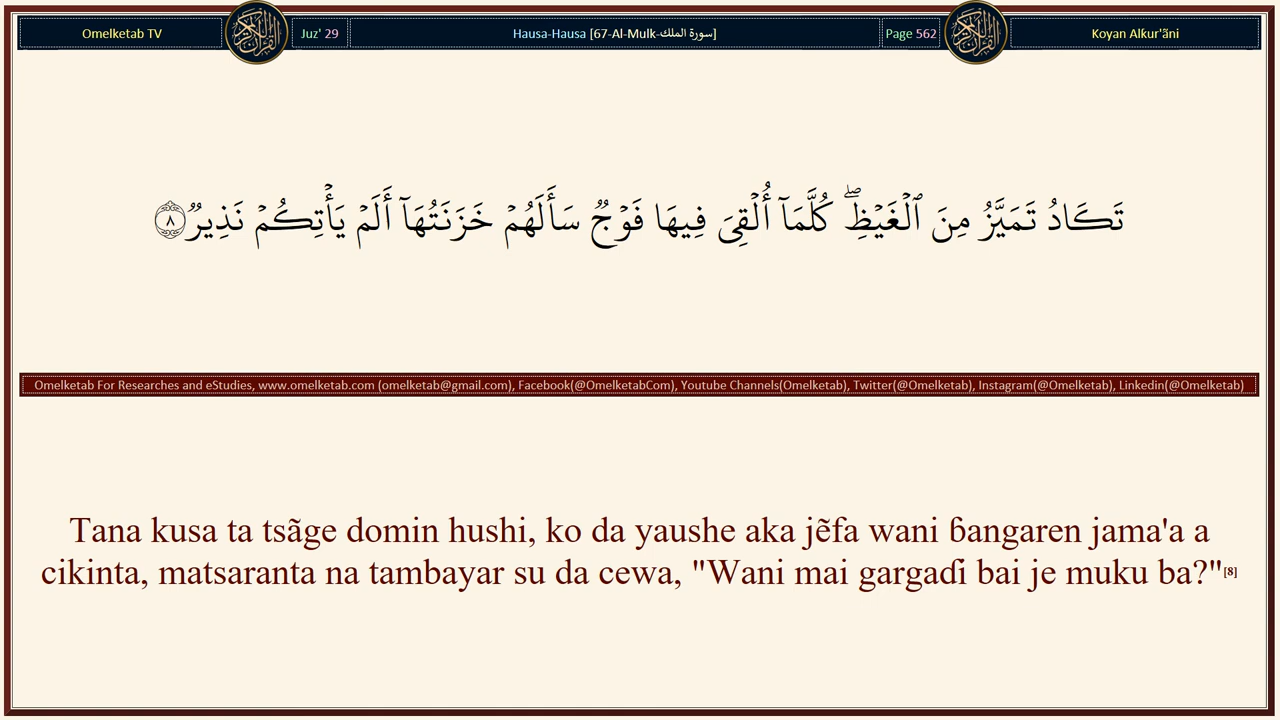 Omelketab TV
Juz' 29
Hausa-Hausa [67-Al-Mulk-سورة الملك]
Page 562
Koyan Alƙur'ãni
تَكَادُ تَمَيَّزُ مِنَ ٱلْغَيْظِ ۖ كُلَّمَآ أُلْقِىَ فِيهَا فَوْجٌ سَأَلَهُمْ خَزَنَتُهَآ أَلَمْ يَأْتِكُمْ نَذِيرٌ ٨
Omelketab For Researches and eStudies, www.omelketab.com (omelketab@gmail.com), Facebook(@OmelketabCom), Youtube Channels(Omelketab), Twitter(@Omelketab), Instagram(@Omelketab), Linkedin(@Omelketab)
Tana kusa ta tsãge domin hushi, ko da yaushe aka jẽfa wani ɓangaren jama'a a
cikinta, matsaranta na tambayar su da cewa, "Wani mai gargaɗi bai je muku ba?"[8]